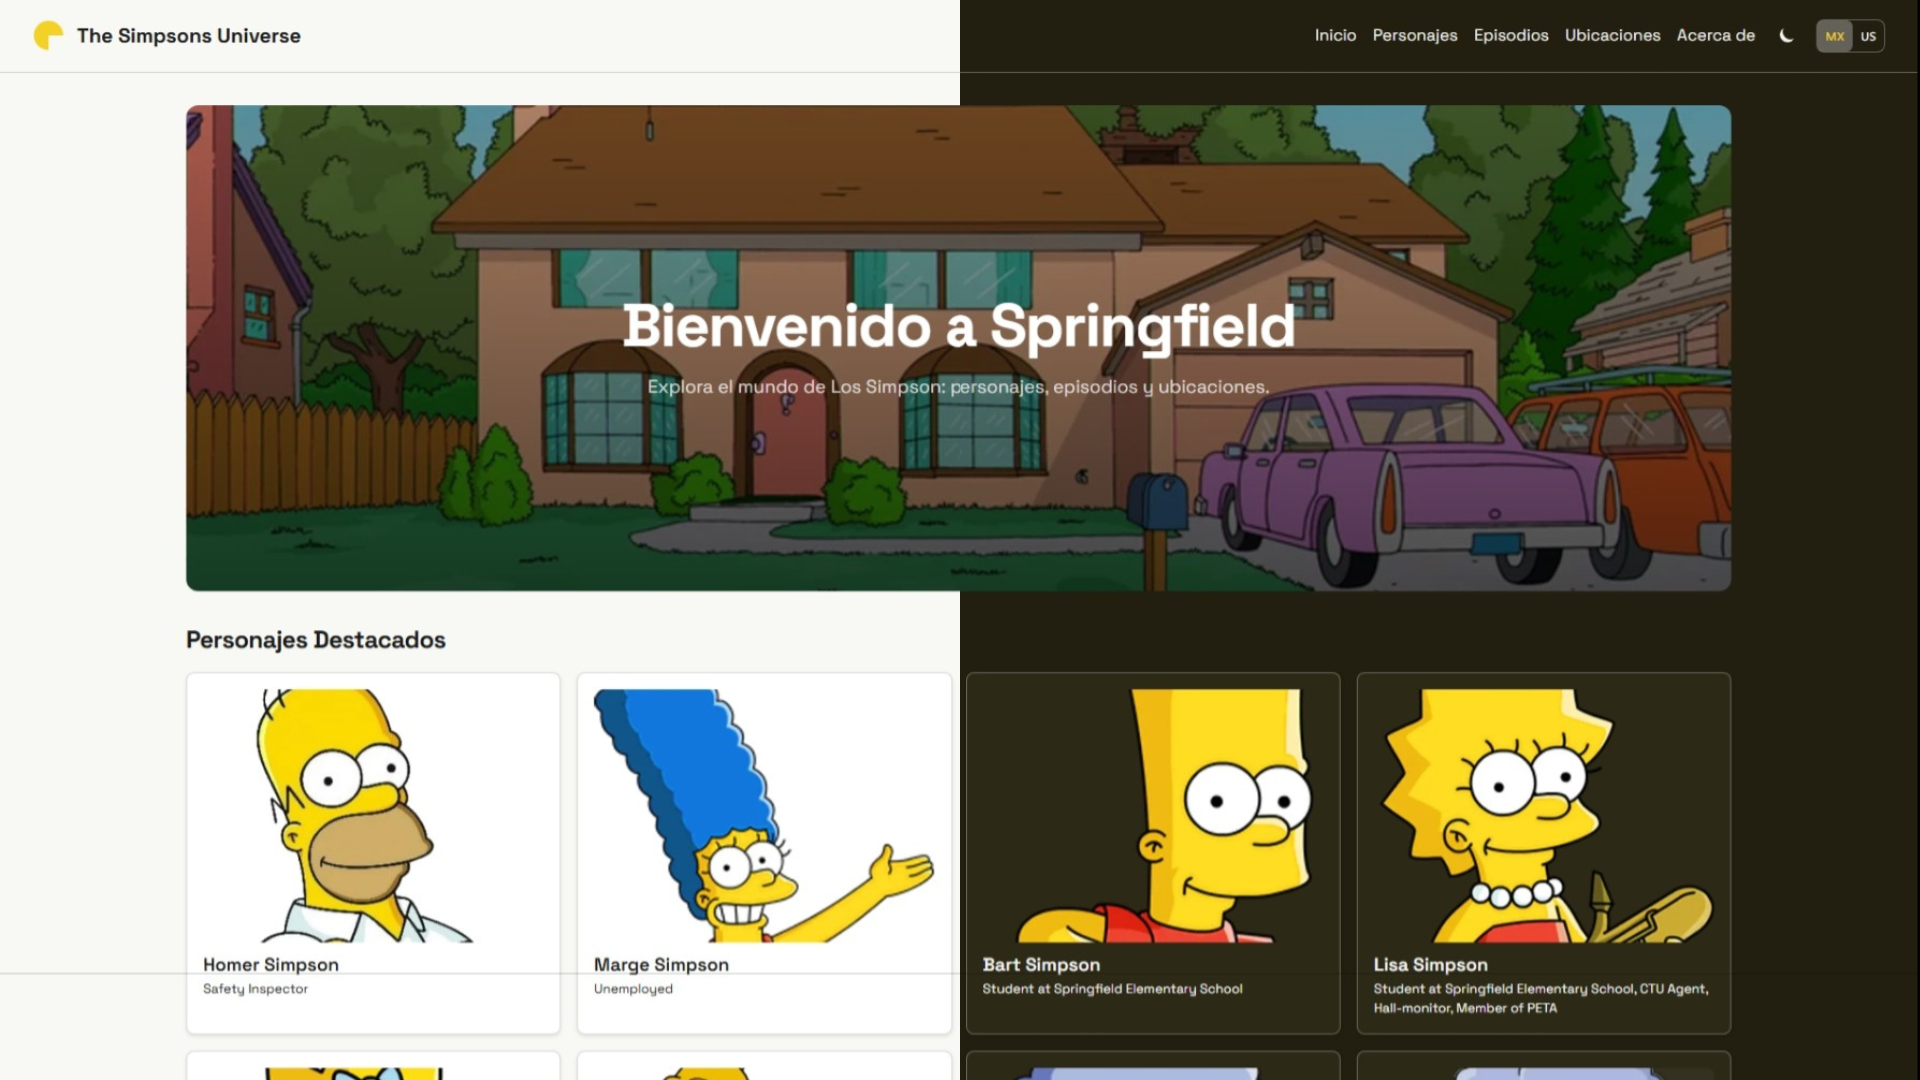 The Simpsons Universe
Inicio Personajes Episodios Ubicaciones Acerca de MX US
Bienvenido a Springfield
Explora el mundo de Los Simpson: personajes, episodios y ubicaciones.
Personajes Destacados
Homer Simpson
Safety Inspector
Marge Simpson
Unemployed
Bart Simpson
Student at Springfield Elementary School
Lisa Simpson
Student at Springfield Elementary School, CTU Agent,
Hall-monitor, Member of PETA